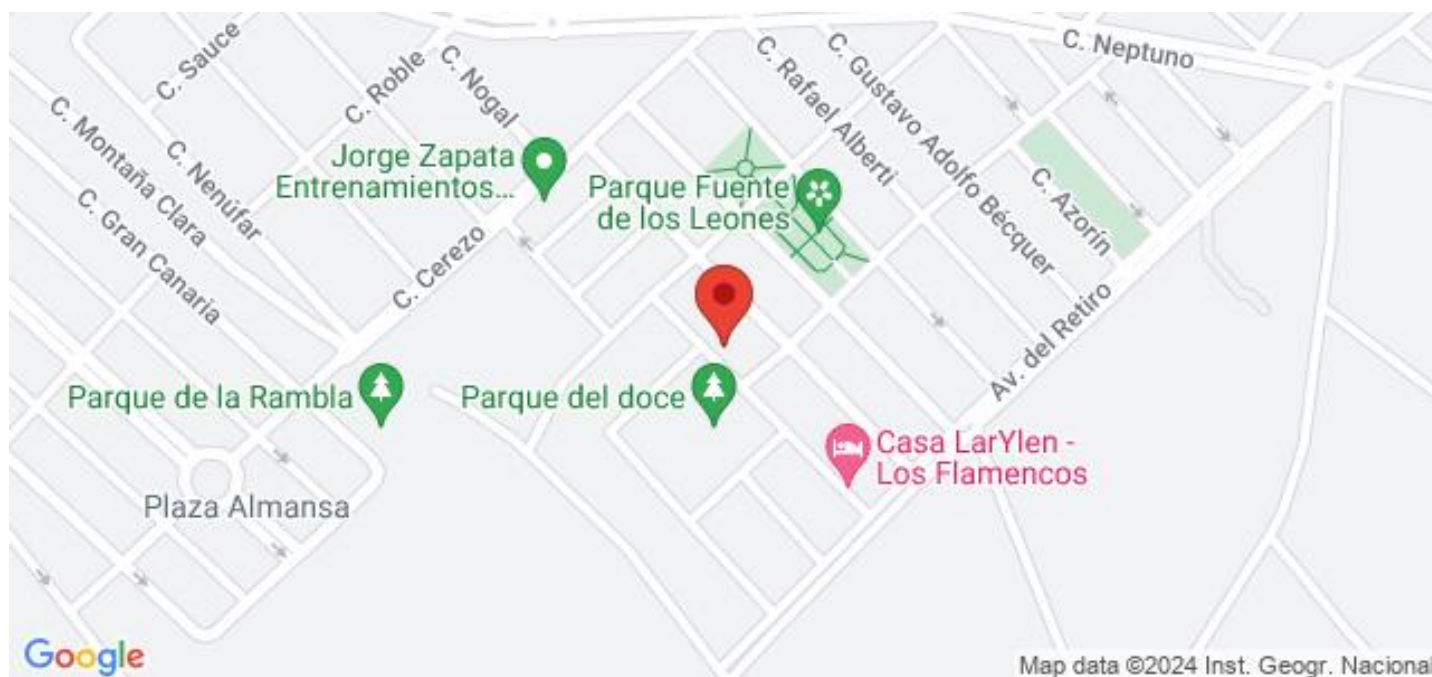 C. Neptuno
C. Sauce
C. Roble
C. Nogal
C. Rafael Alberti
C. Gustavo Adolfo Bécquer
C. Montaña Clara
C. Nenúfar
Jorge Zapata
Entrenamientos...
Parque Fuente
de los Leones
C. Azorín
C. Gran Canaria
C. Cerezo
Av. del Retiro
Parque de la Rambla
Parque del doce
Casa LarYlen -
Los Flamencos
Plaza Almansa
Google
Map data ©2024 Inst. Geogr. Nacional